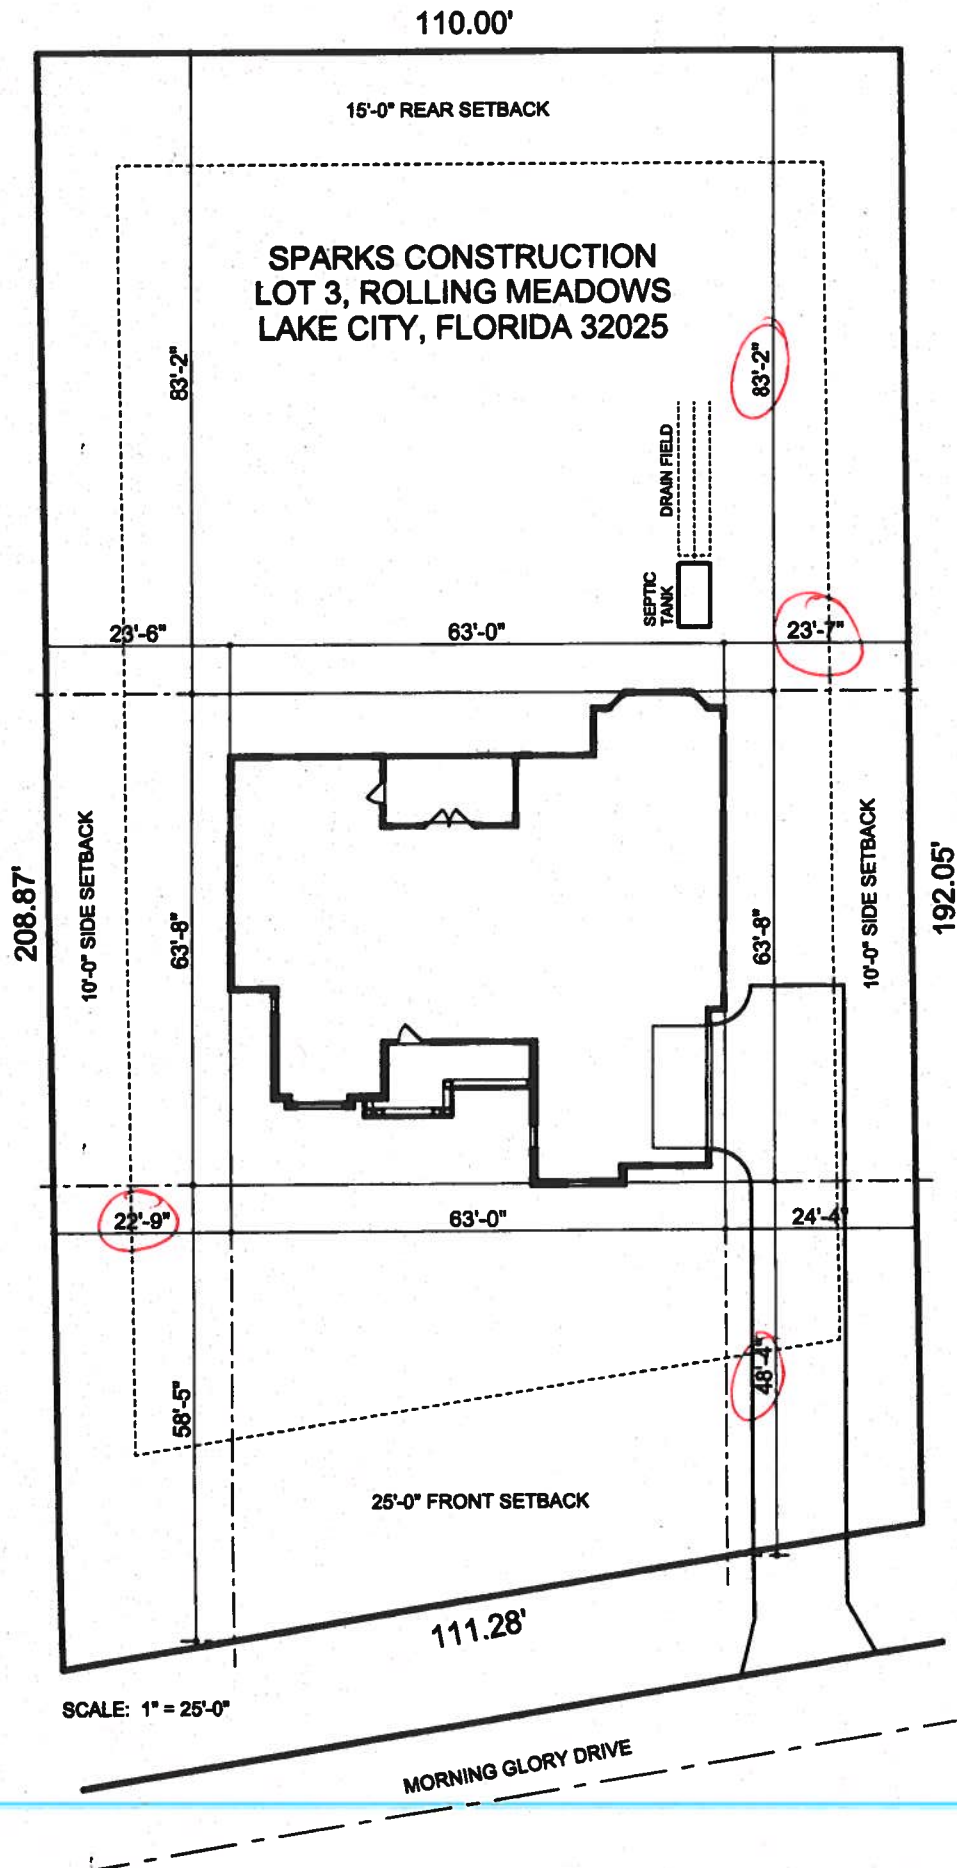 110.00'
15'-0" REAR SETBACK
SPARKS CONSTRUCTION
LOT 3, ROLLING MEADOWS
LAKE CITY, FLORIDA 32025
83'-2"
83'-2"
DRAIN FIELD
SEPTIC
TANK
23'-6"
63'-0"
23'-7"
208.87'
10'-0" SIDE SETBACK
63'-8"
63'-8"
10'-0" SIDE SETBACK
192.05'
22'-9"
63'-0"
24'-4"
58'-5"
48'-4"
25'-0" FRONT SETBACK
111.28'
SCALE: 1" = 25'-0"
MORNING GLORY DRIVE